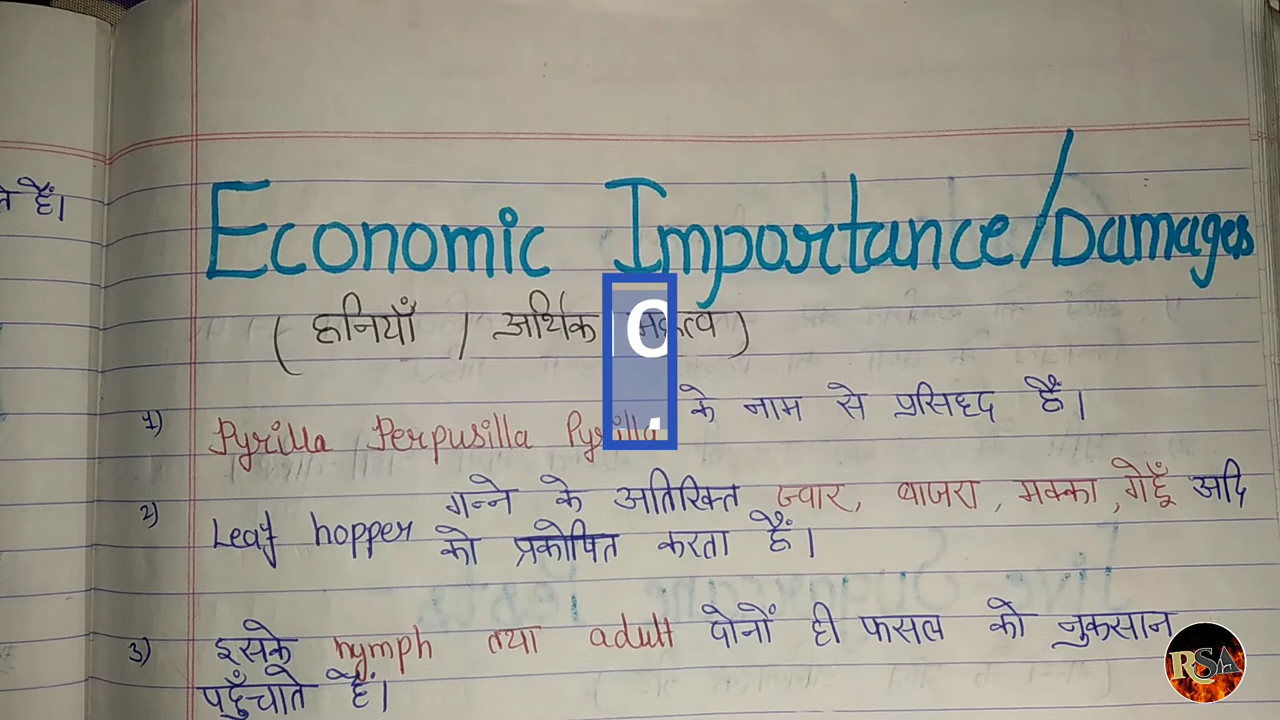 ते हैं।
Economic Importance/Damages
( हानियाँ / आर्थिक महत्व )
1) Pyrilla Perpusilla Pyrilla के नाम से प्रसिध्द हैं।
2) Leaf hopper गन्ने के अतिरिक्त ज्वार, बाजरा, मक्का, गेहूँ आदि
को प्रकोपित करता हैं।
3) इसके nymph तथा adult दोनों ही फसल को नुकसान
पहुँचाते हैं।
RSA